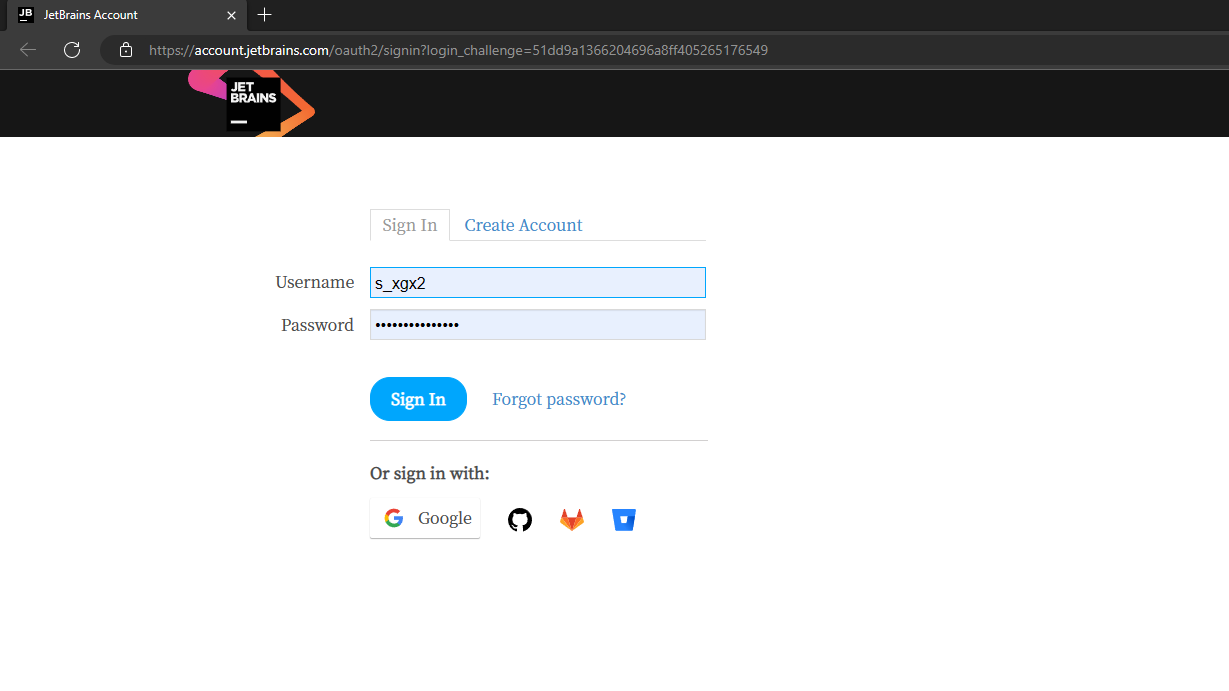 JB JetBrains Account
https://account.jetbrains.com/oauth2/signin?login_challenge=51dd9a1366204696a8ff405265176549
JET
BRAINS
Sign In Create Account
Username s_xgx2
Password •••••••••••••••
Sign In Forgot password?
Or sign in with:
Google